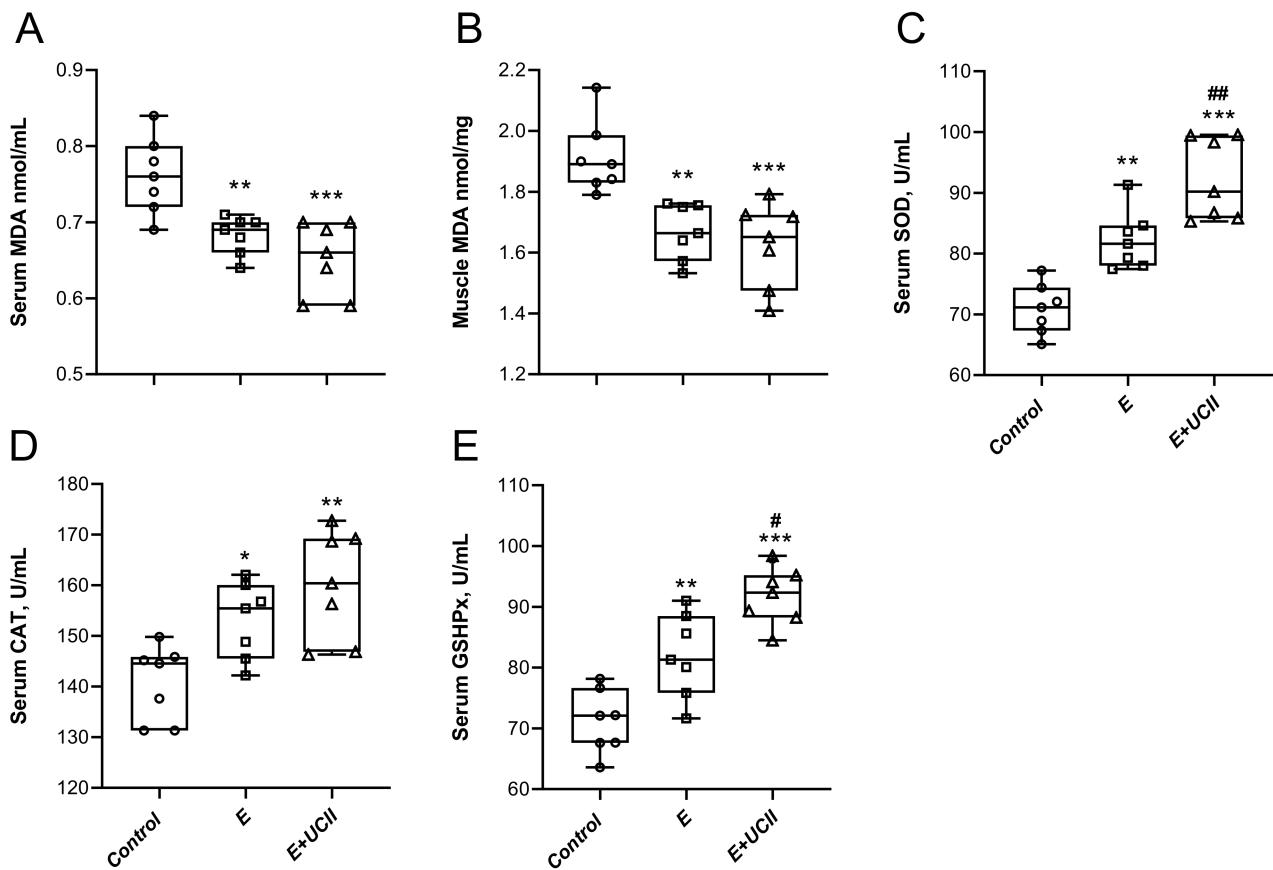 A
Serum MDA nmol/mL
0.9
0.8
0.7
0.6
0.5
**
***
B
Muscle MDA nmol/mg
2.2
2.0
1.8
1.6
1.4
1.2
**
***
C
Serum SOD, U/mL
110
100
90
80
70
60
**
##
***
Control
E
E+UCII
D
Serum CAT, U/mL
180
170
160
150
140
130
120
*
**
Control
E
E+UCII
E
Serum GSHPx, U/mL
110
100
90
80
70
60
**
#
***
Control
E
E+UCII